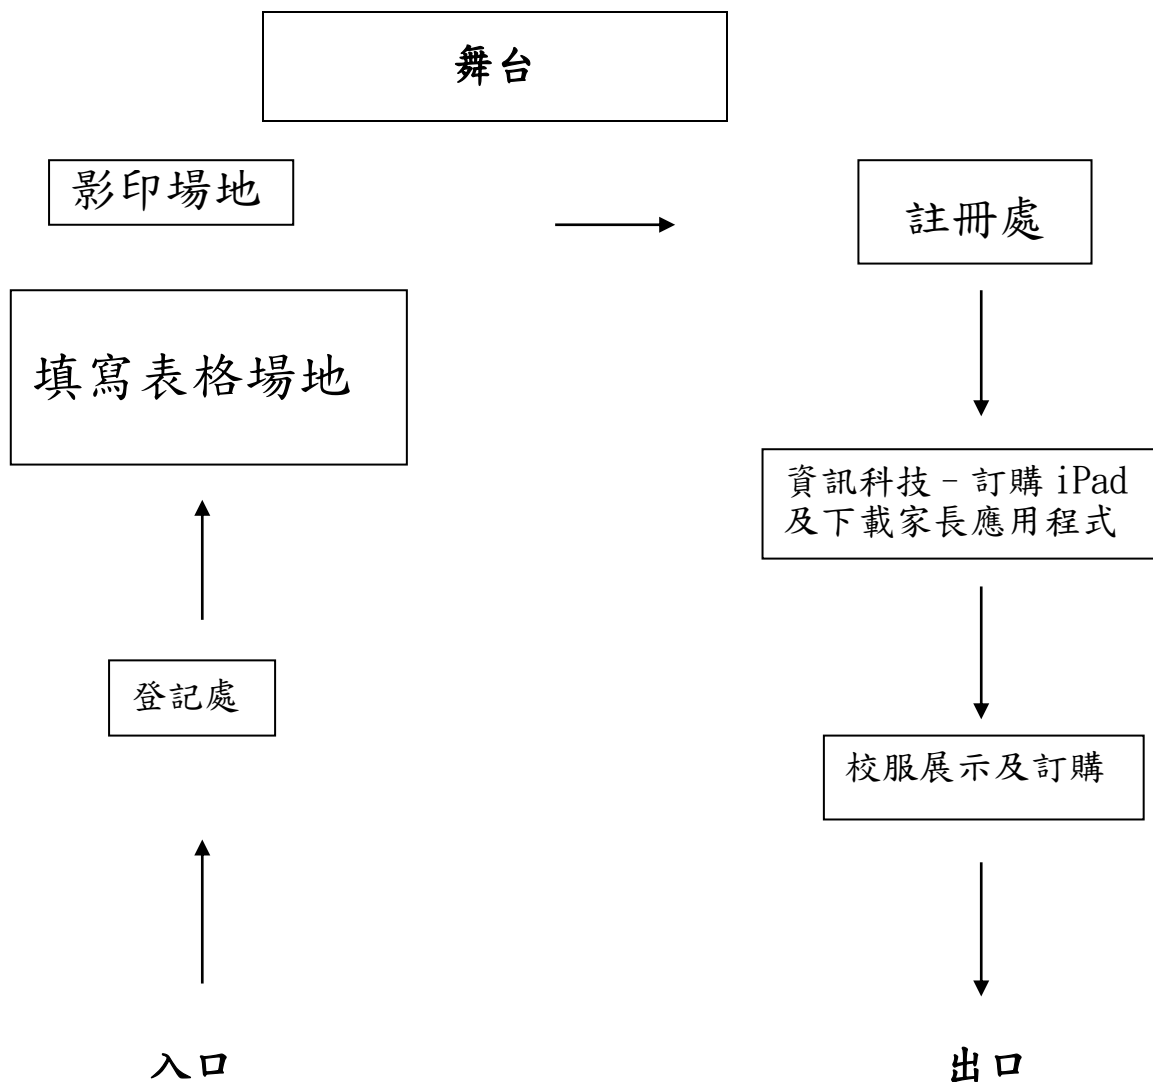 舞台
影印場地
註冊處
填寫表格場地
資訊科技 – 訂購 iPad
及下載家長應用程式
登記處
校服展示及訂購
入口
出口